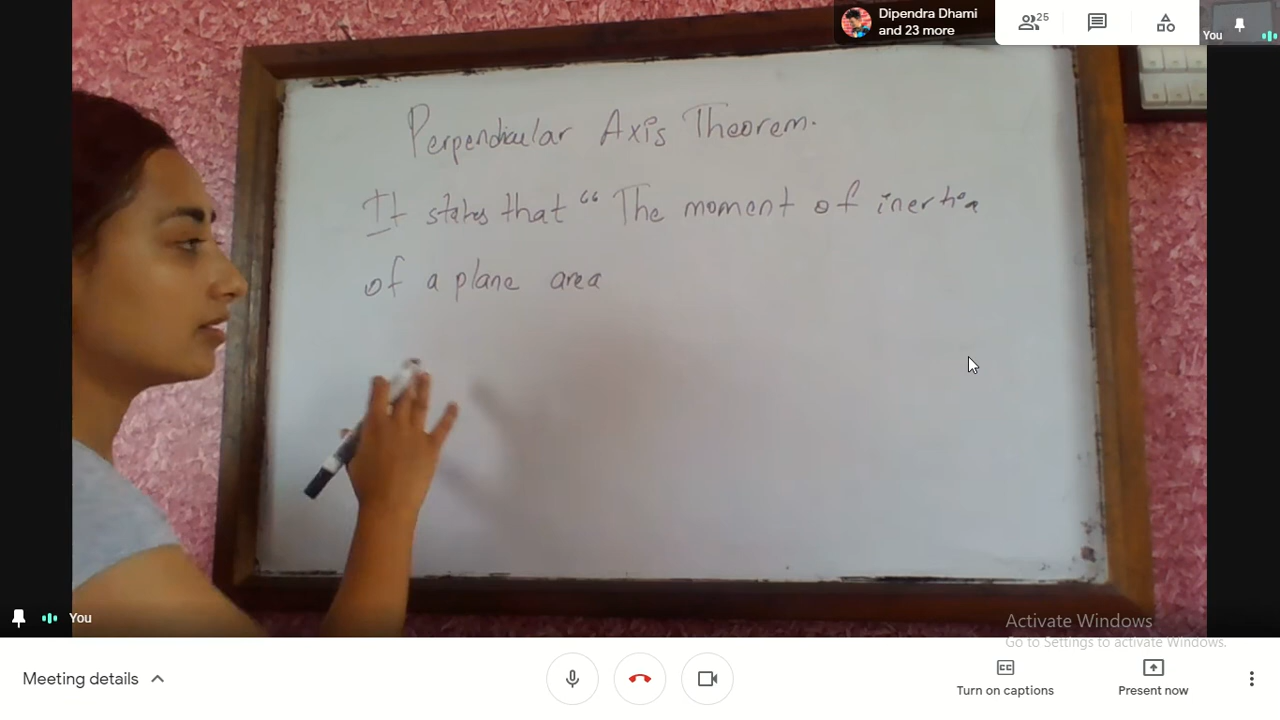 Dipendra Dhami
and 23 more
25
You
Perpendicular Axis Theorem.
It states that “ The moment of inertia
of a plane area
You
Activate Windows
Go to Settings to activate Windows.
Meeting details
CC
Turn on captions
Present now